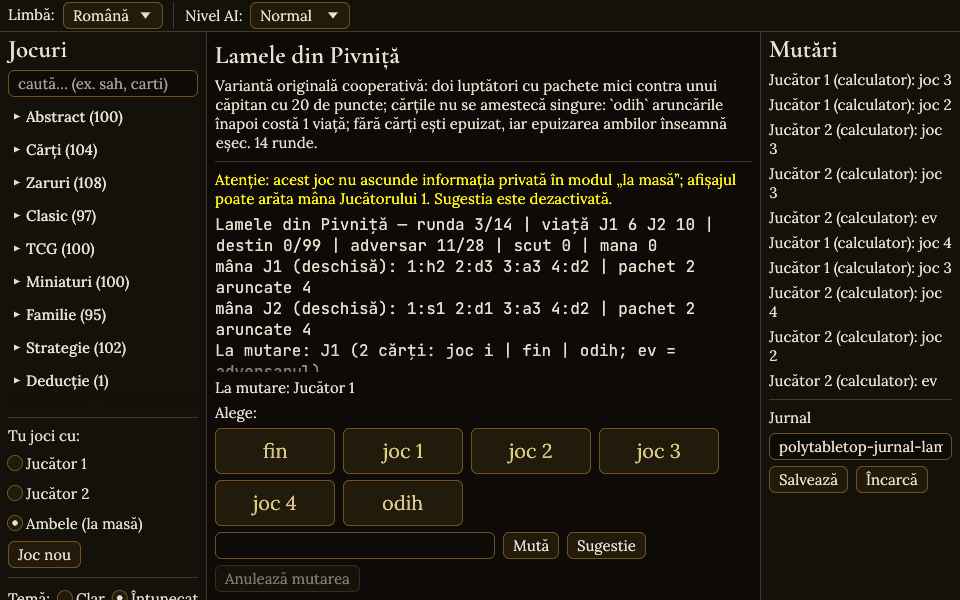 Limbă: Română Nivel AI: Normal
Jocuri
caută... (ex. sah, carti)
Abstract (100)
Cărți (104)
Zaruri (108)
Clasic (97)
TCG (100)
Miniaturi (100)
Familie (95)
Strategie (102)
Deducție (1)
Tu joci cu:
Jucător 1
Jucător 2
Ambele (la masă)
Joc nou
Temă: Clar Întunecat
Lamele din Pivniță
Variantă originală cooperativă: doi luptători cu pachete mici contra unui
căpitan cu 20 de puncte; cărțile nu se amestecă singure: `odih` aruncările
înapoi costă 1 viață; fără cărți ești epuizat, iar epuizarea ambilor înseamnă
eșec. 14 runde.
Atenție: acest joc nu ascunde informația privată în modul „la masă”; afișajul
poate arăta mâna Jucătorului 1. Sugestia este dezactivată.
Lamele din Pivniță — runda 3/14 | viață J1 6 J2 10 |
destin 0/99 | adversar 11/28 | scut 0 | mana 0
mâna J1 (deschisă): 1:h2 2:d3 3:a3 4:d2 | pachet 2
aruncate 4
mâna J2 (deschisă): 1:s1 2:d1 3:a3 4:d2 | pachet 2
aruncate 4
La mutare: J1 (2 cărți: joc i | fin | odih; ev =
adversarul)
La mutare: Jucător 1
Alege:
fin joc 1 joc 2 joc 3
joc 4 odih
Mută Sugestie
Anulează mutarea
Mutări
Jucător 1 (calculator): joc 3
Jucător 1 (calculator): joc 2
Jucător 2 (calculator): joc
3
Jucător 2 (calculator): joc
3
Jucător 2 (calculator): ev
Jucător 1 (calculator): joc 4
Jucător 1 (calculator): joc 3
Jucător 2 (calculator): joc
4
Jucător 2 (calculator): joc
2
Jucător 2 (calculator): ev
Jurnal
polytabletop-jurnal-lam
Salvează Încarcă